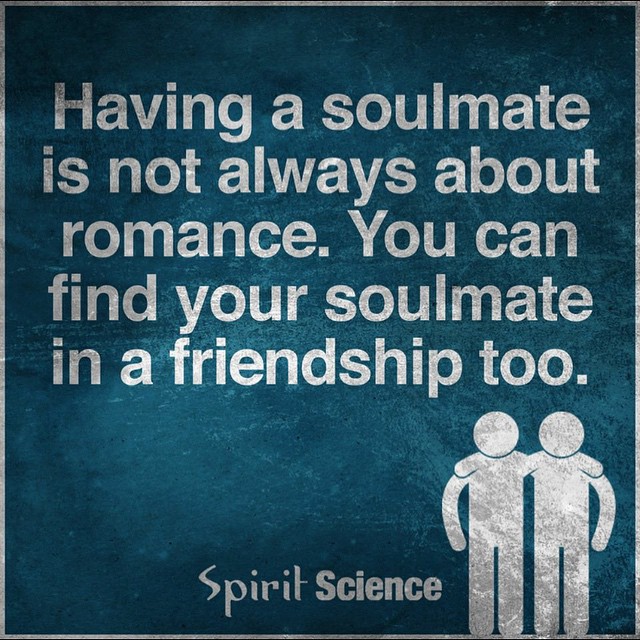 Having a soulmate
is not always about
romance. You can
find your soulmate
in a friendship too.
Spirit Science